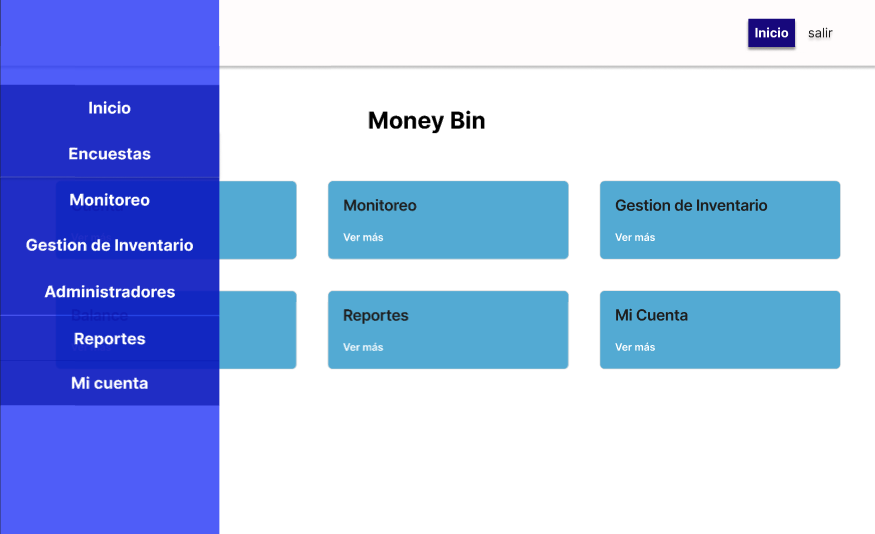 Inicio salir
Money Bin
Inicio
Encuestas
Monitoreo
Gestion de Inventario
Administradores
Reportes
Mi cuenta
Monitoreo
Ver más
Gestion de Inventario
Ver más
Balance
Reportes
Ver más
Mi Cuenta
Ver más